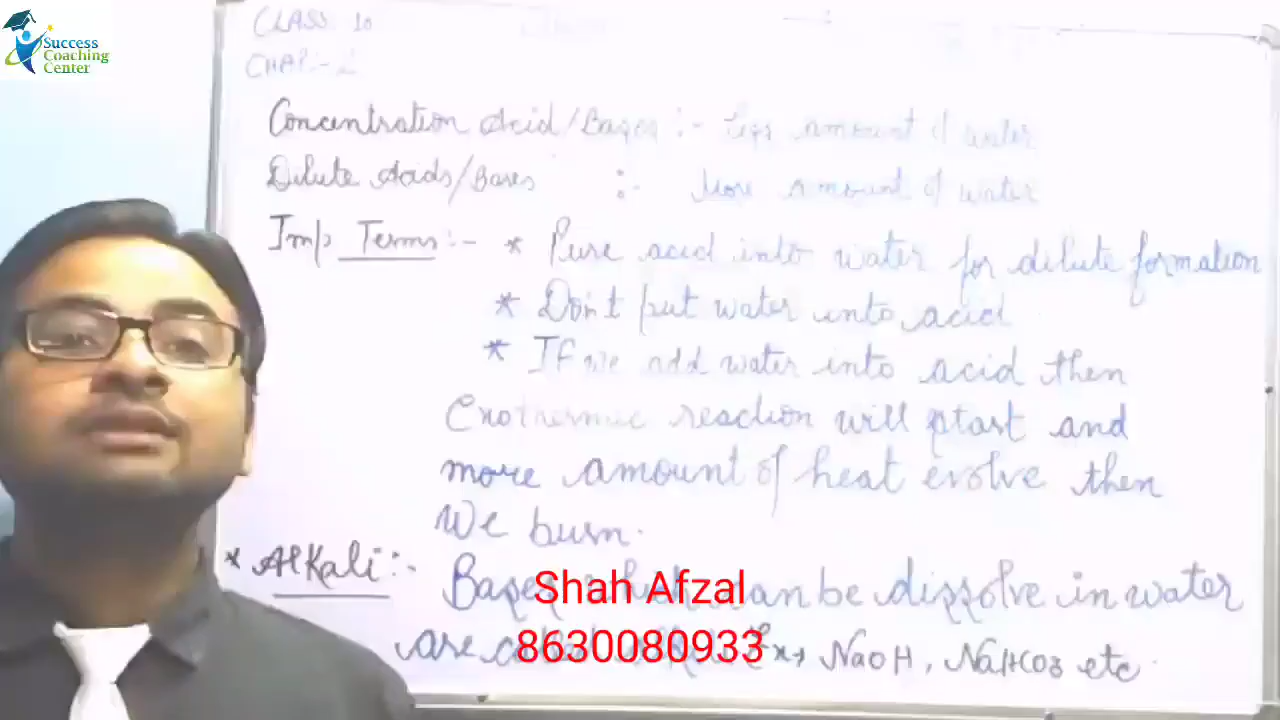 Success
Coaching
Center
CLASS 10
CHAP:- 2
Concentration Acid/Bases :- Less amount of water
Dilute Acids/Bases :- More amount of water
Imp Terms :- * Pure acid into water for dilute formation
* Don't put water into acid
* If we add water into acid then
Exothermic reaction will start and
more amount of heat evolve then
We burn.
* Alkali :- Bases which can be dissolve in water
are called Ex → NaOH, NaHCO3 etc.
Shah Afzal
8630080933